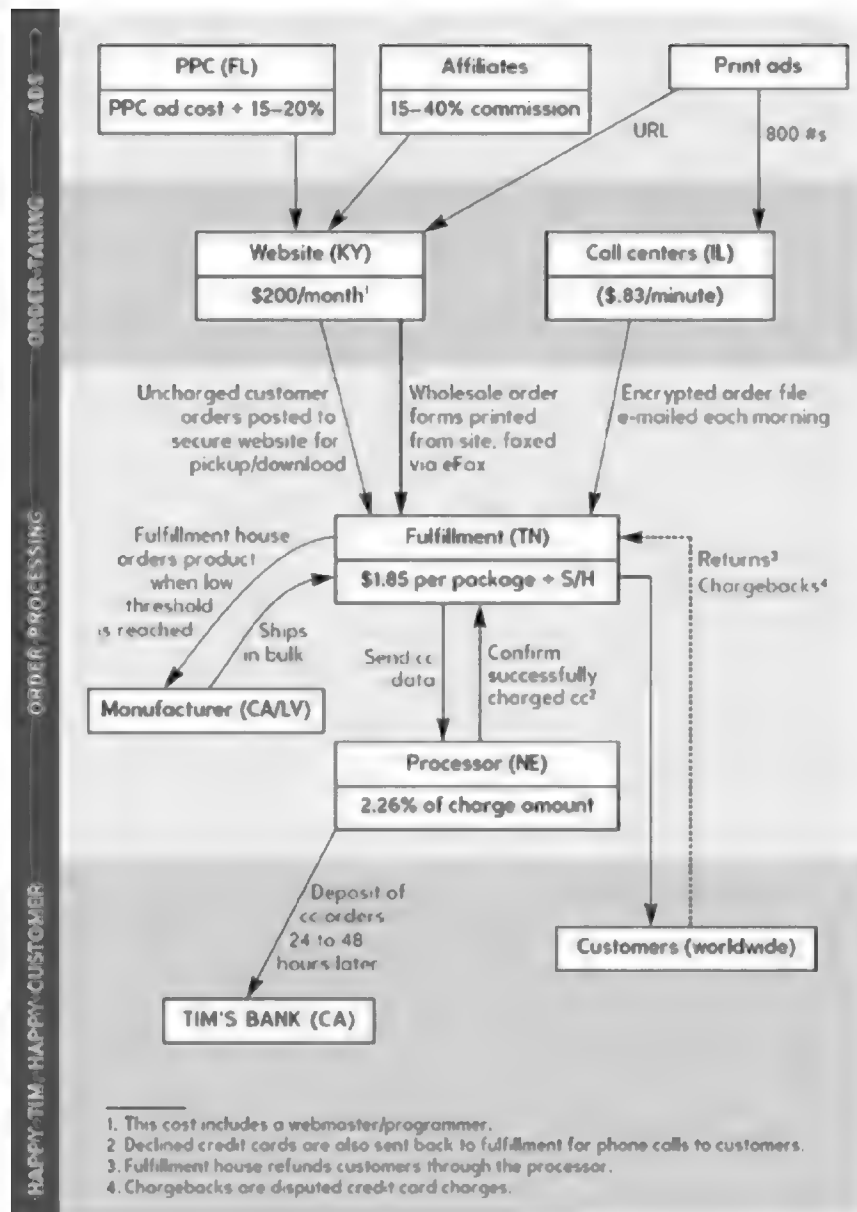 ADS
ORDER-TAKING
ORDER PROCESSING
HAPPY TIM, HAPPY CUSTOMER
PPC (FL)
PPC ad cost + 15–20%
Affiliates
15–40% commission
Print ads
URL
800 #s
Website (KY)
$200/month¹
Call centers (IL)
($.83/minute)
Uncharged customer
orders posted to
secure website for
pickup/download
Wholesale order
forms printed
from site, faxed
via eFax
Encrypted order file
e-mailed each morning
Fulfillment (TN)
$1.85 per package + S/H
Fulfillment house
orders product
when low
threshold
is reached
Ships
in bulk
Returns³
Chargebacks⁴
Send cc
data
Confirm
successfully
charged cc²
Manufacturer (CA/LV)
Processor (NE)
2.26% of charge amount
Deposit of
cc orders
24 to 48
hours later
Customers (worldwide)
TIM'S BANK (CA)
1. This cost includes a webmaster/programmer.
2 Declined credit cards are also sent back to fulfillment for phone calls to customers.
3. Fulfillment house refunds customers through the processor.
4. Chargebacks are disputed credit card charges.